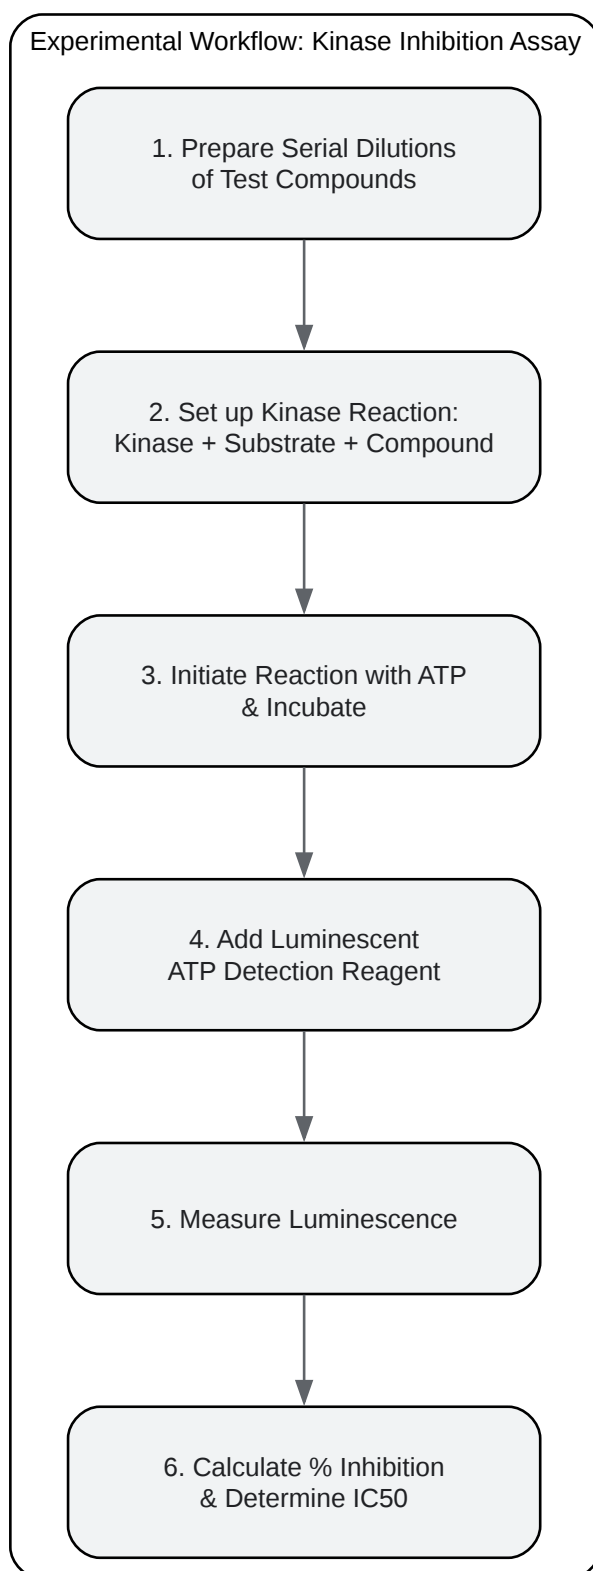 Experimental Workflow: Kinase Inhibition Assay
1. Prepare Serial Dilutions
of Test Compounds
2. Set up Kinase Reaction:
Kinase + Substrate + Compound
3. Initiate Reaction with ATP
& Incubate
4. Add Luminescent
ATP Detection Reagent
5. Measure Luminescence
6. Calculate % Inhibition
& Determine IC50